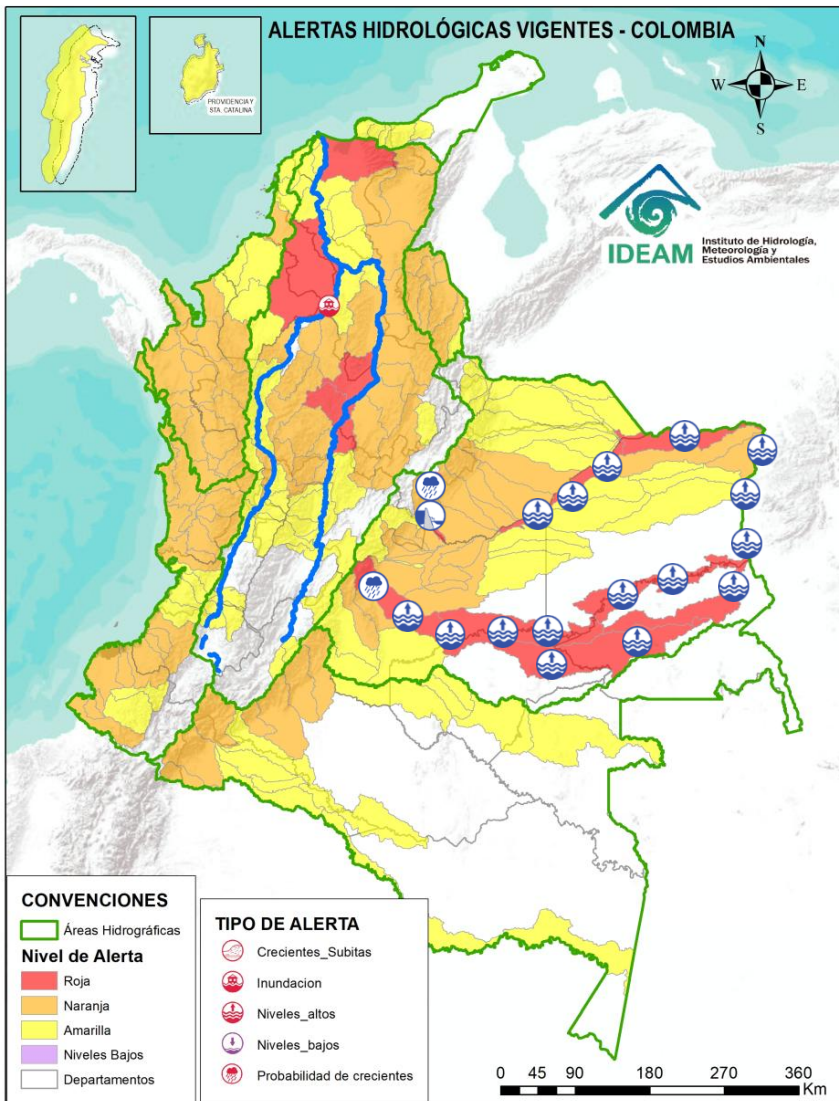 ALERTAS HIDROLÓGICAS VIGENTES - COLOMBIA
PROVIDENCIA Y
STA. CATALINA
N
W
E
S
IDEAM
Instituto de Hidrología,
Meteorología y
Estudios Ambientales
CONVENCIONES
Áreas Hidrográficas
Nivel de Alerta
Roja
Naranja
Amarilla
Niveles Bajos
Departamentos
TIPO DE ALERTA
Crecientes_Subitas
Inundacion
Niveles_altos
Niveles_bajos
Probabilidad de crecientes
0 45 90 180 270 360
Km